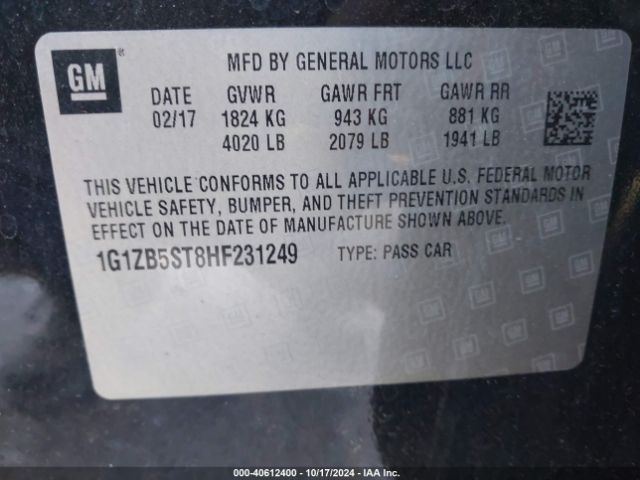 GM
MFD BY GENERAL MOTORS LLC
DATE GVWR GAWR FRT GAWR RR
02/17 1824 KG 943 KG 881 KG
4020 LB 2079 LB 1941 LB
THIS VEHICLE CONFORMS TO ALL APPLICABLE U.S. FEDERAL MOTOR
VEHICLE SAFETY, BUMPER, AND THEFT PREVENTION STANDARDS IN
EFFECT ON THE DATE OF MANUFACTURE SHOWN ABOVE.
1G1ZB5ST8HF231249 TYPE: PASS CAR
000-40612400 - 10/17/2024 - IAA Inc.